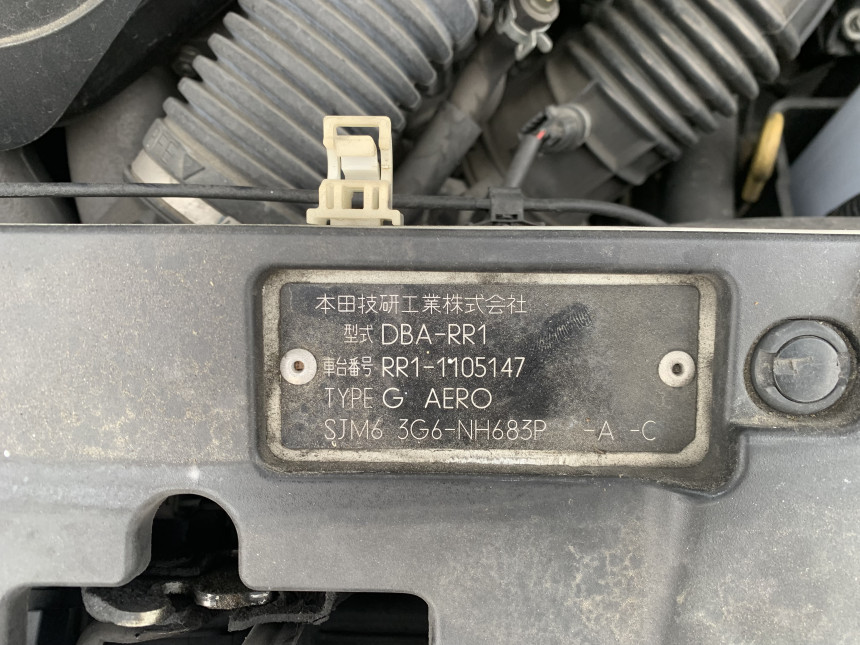 本田技研工業株式会社
型式 DBA-RR1
車台番号 RR1-1105147
TYPE G AERO
SJM6 3G6-NH683P -A -C